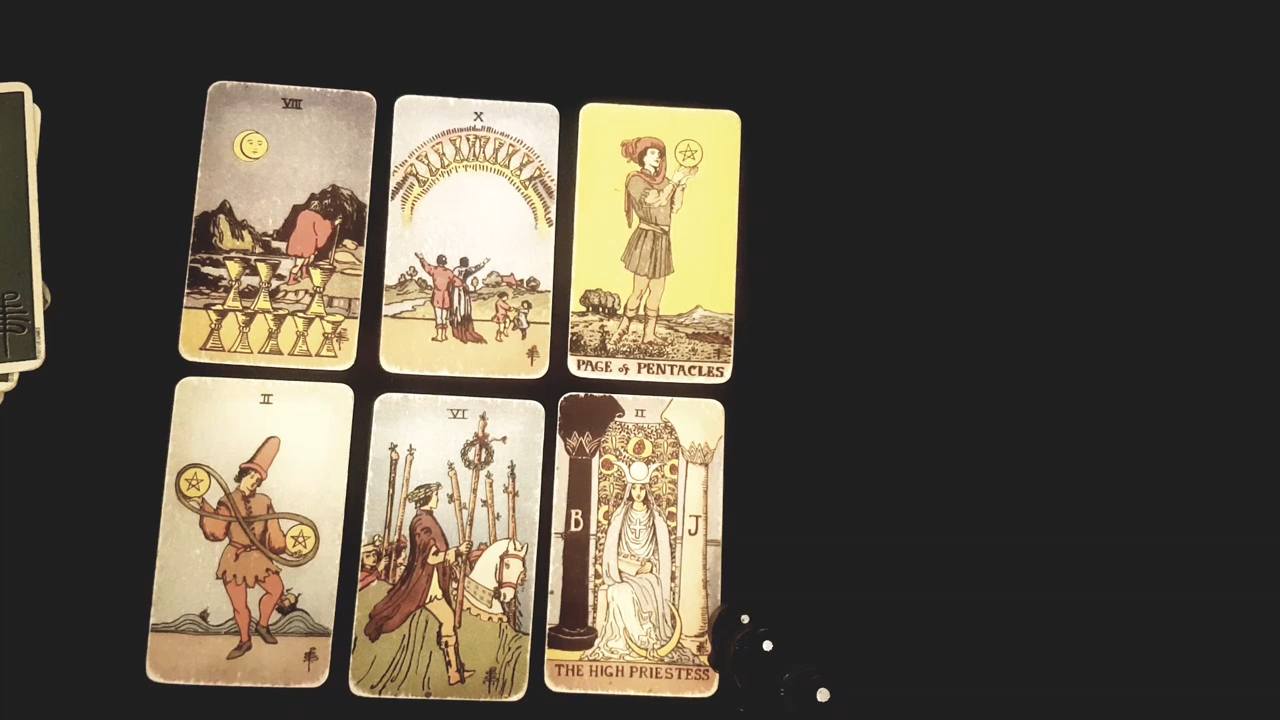 VIII
X
PAGE of PENTACLES
II
VI
II
B
J
THE HIGH PRIESTESS